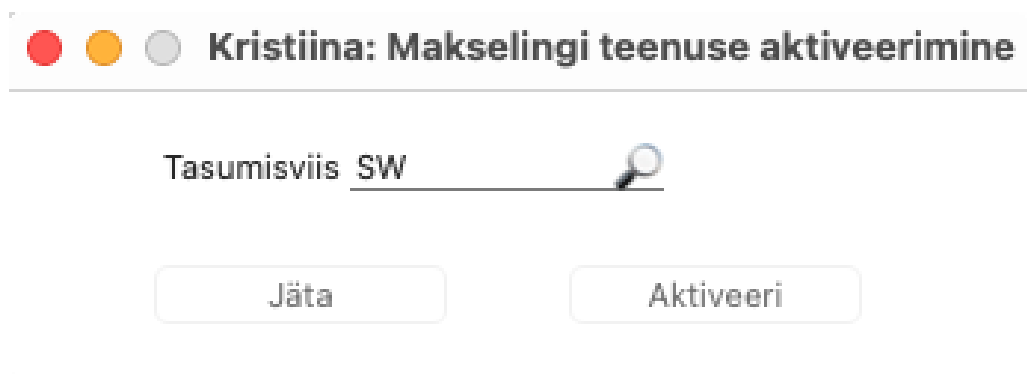 Kristiina: Makselingi teenuse aktiveerimine
Tasumisviis SW
Jäta Aktiveeri